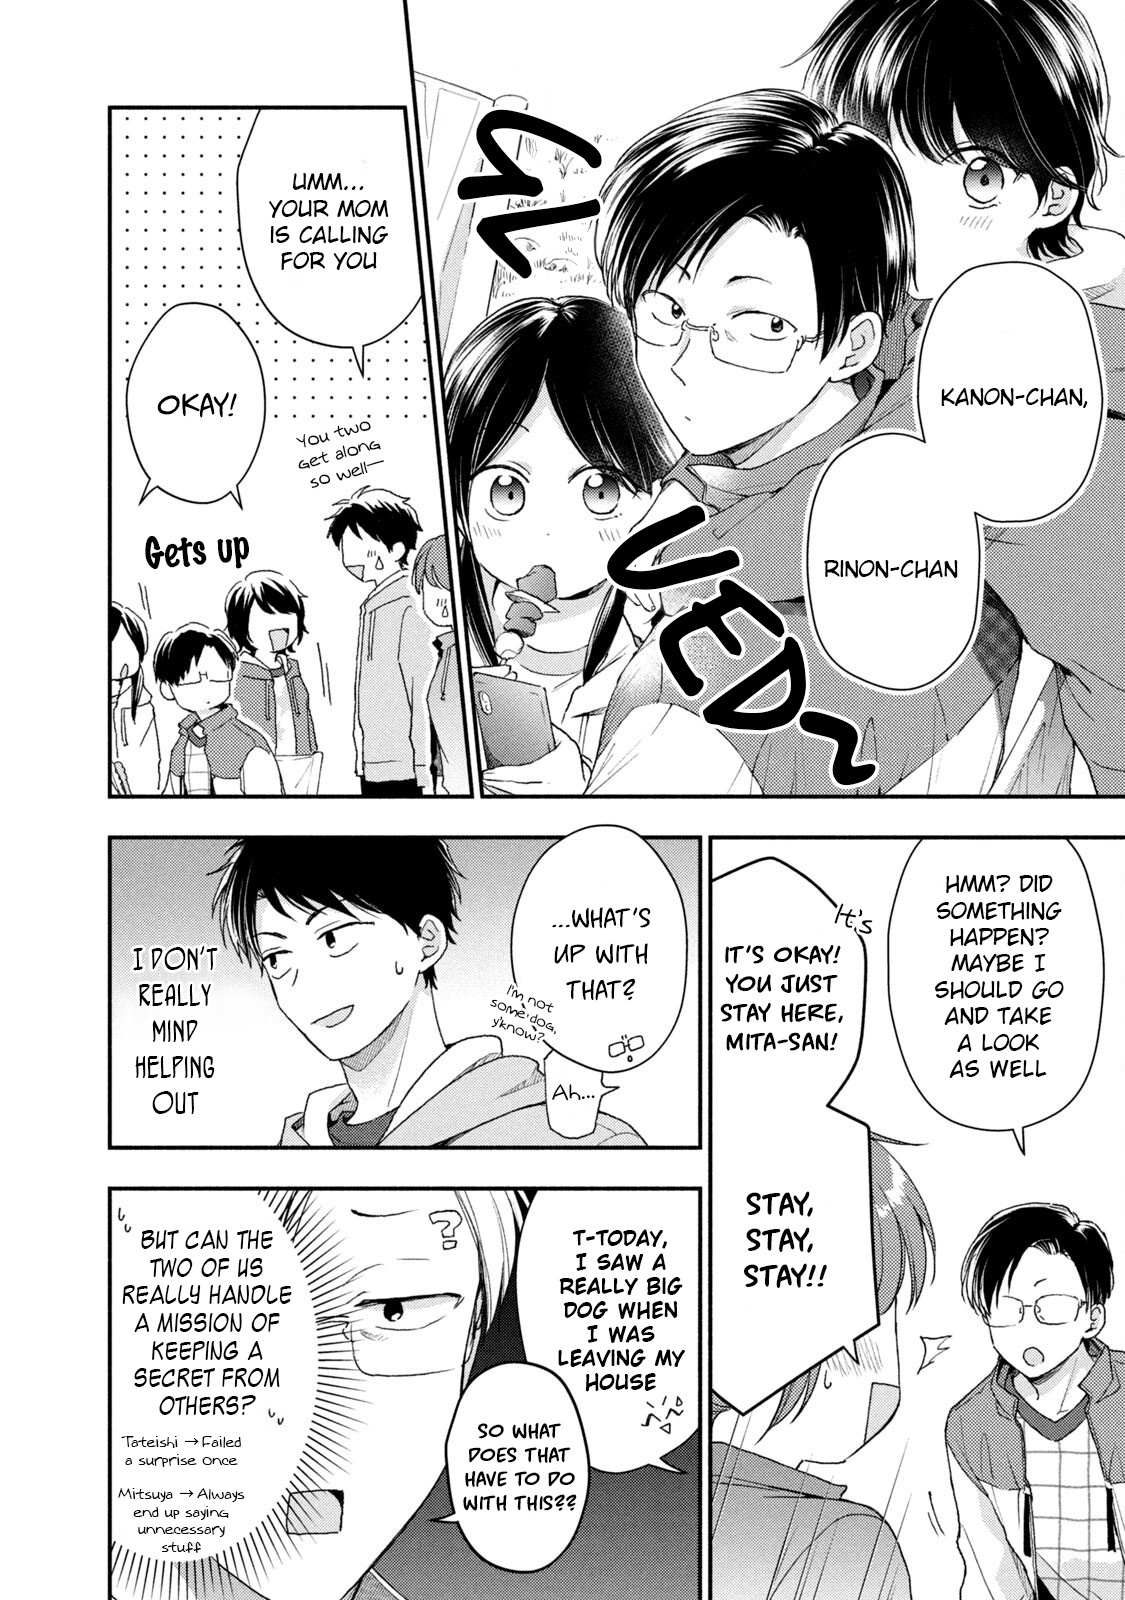 KANON-CHAN,
RINON-CHAN
GL
UED~
UMM...
YOUR MOM
IS CALLING
FOR YOU
OKAY!
You two
get along
so well—
Gets up
HMM? DID
SOMETHING
HAPPEN?
MAYBE I
SHOULD GO
AND TAKE
A LOOK
AS WELL
It's
IT'S OKAY!
YOU JUST
STAY HERE,
MITA-SAN!
STAY,
STAY,
STAY!!
...WHAT'S
UP WITH
THAT?
I'm not
some dog,
y'know?
Ah...
I DON'T
REALLY
MIND
HELPING
OUT
T-TODAY,
I SAW A
REALLY BIG
DOG WHEN
I WAS
LEAVING MY
HOUSE
SO WHAT
DOES THAT
HAVE TO DO
WITH THIS??
?
BUT CAN THE
TWO OF US
REALLY HANDLE
A MISSION OF
KEEPING A
SECRET FROM
OTHERS?
Tateishi → Failed
a surprise once
Mitsuya → Always
end up saying
unnecessary
stuff